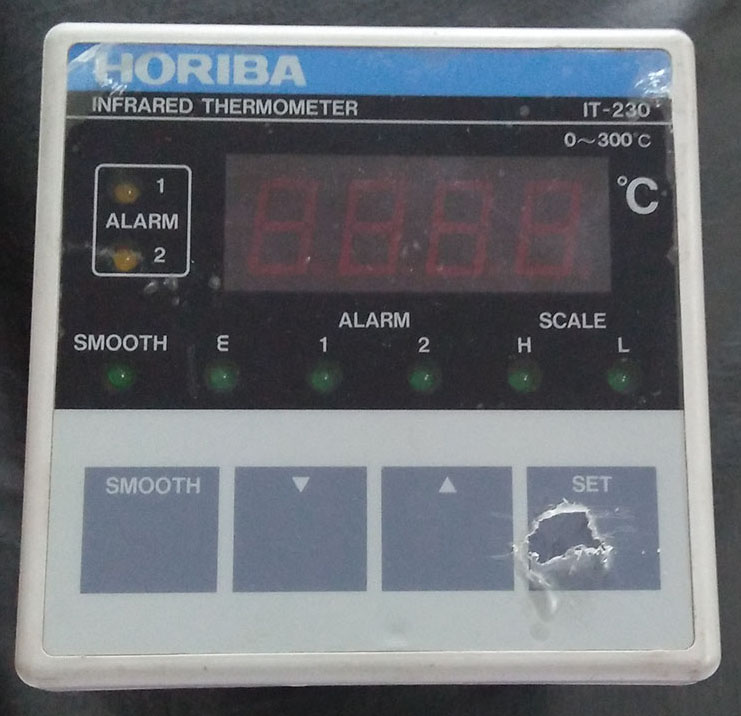 HORIBA
INFRARED THERMOMETER IT-230
0~300℃
1
ALARM
2
℃
ALARM SCALE
SMOOTH ε 1 2 H L
SMOOTH ▼ ▲ SET